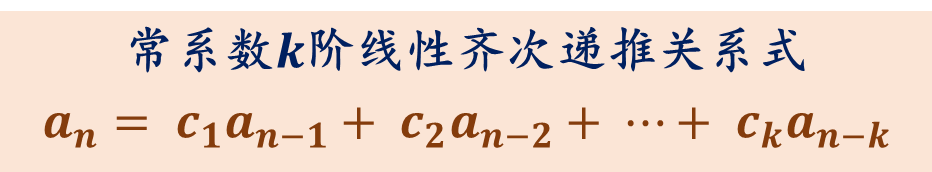 常系数k阶线性齐次递推关系式
aₙ = c₁aₙ₋₁ + c₂aₙ₋₂ + ⋯ + cₖaₙ₋ₖ